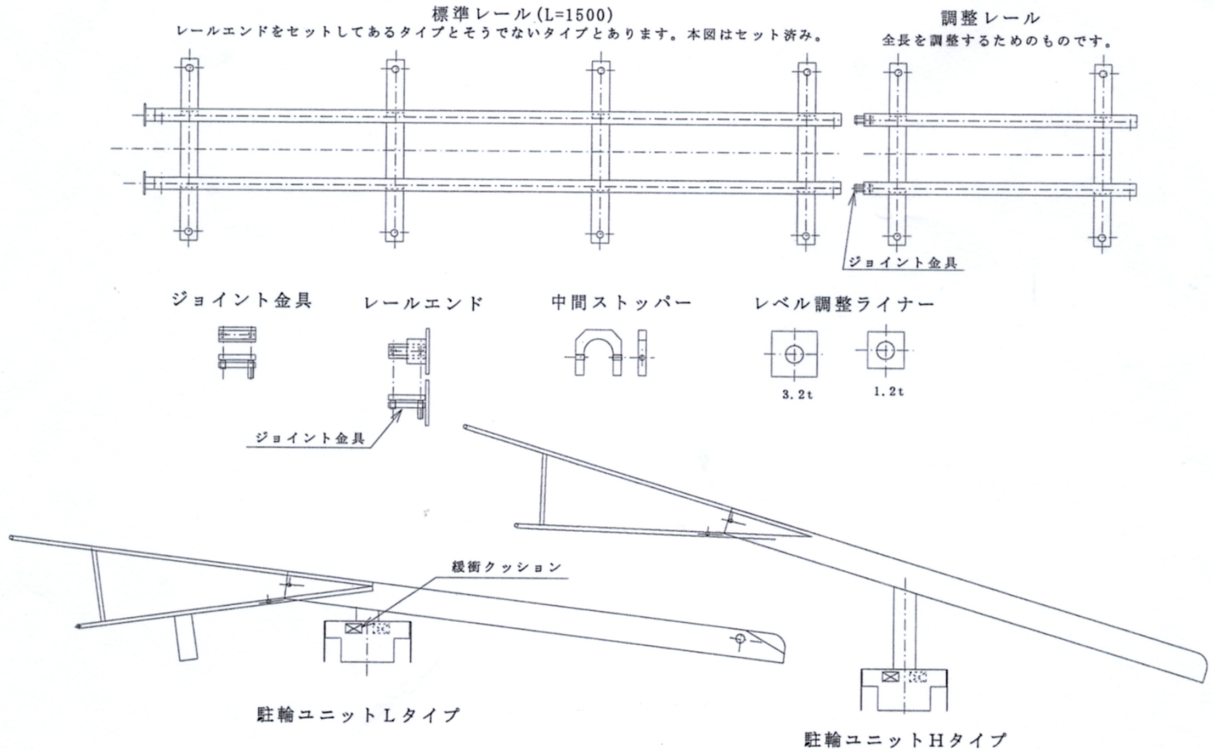 標準レール(L=1500)
レールエンドをセットしてあるタイプとそうでないタイプとあります。本図はセット済み。
調整レール
全長を調整するためのものです。
ジョイント金具
ジョイント金具
レールエンド
中間ストッパー
レベル調整ライナー
3.2t
1.2t
ジョイント金具
緩衝クッション
駐輪ユニットLタイプ
駐輪ユニットHタイプ